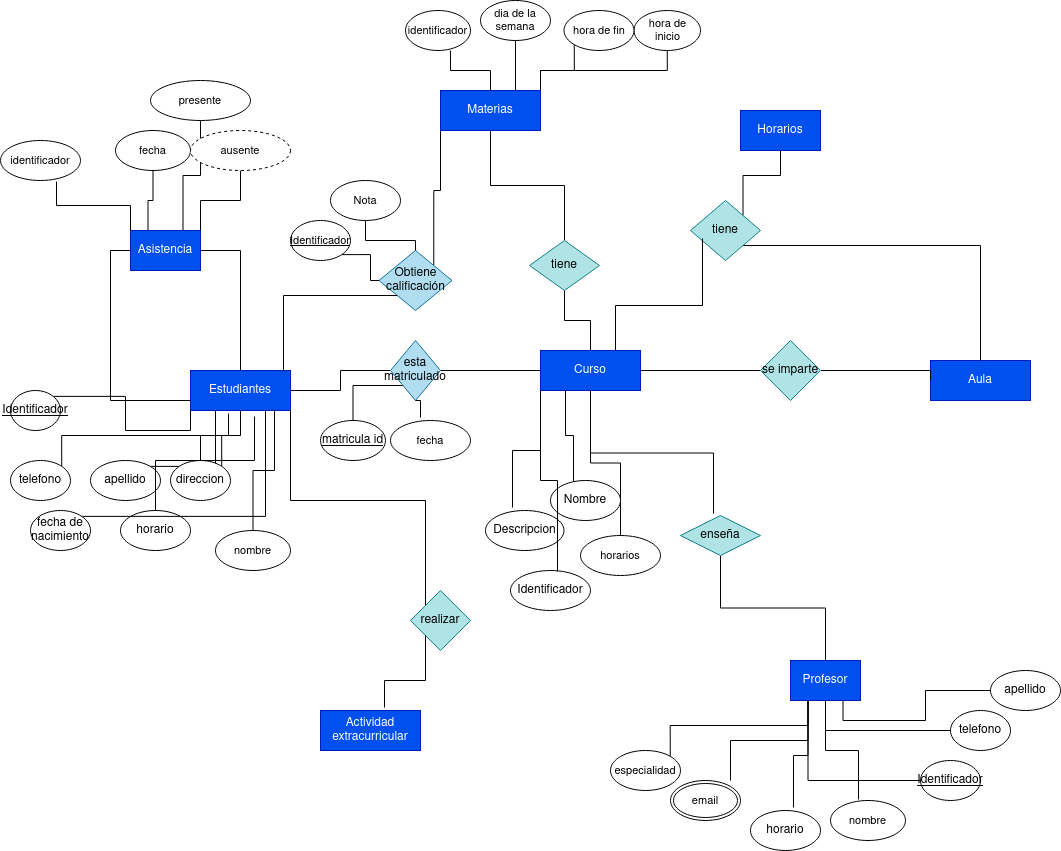 identificador
dia de la
semana
hora de fin
hora de
inicio
Materias
presente
identificador
fecha
ausente
Horarios
Asistencia
Nota
Identificador
Obtiene
calificación
tiene
tiene
Estudiantes
esta
matriculado
Curso
se imparte
Aula
Identificador
matricula id
fecha
telefono
apellido
direccion
fecha de
nacimiento
horario
nombre
Nombre
Descripcion
horarios
Identificador
enseña
realizar
Actividad
extracurricular
Profesor
apellido
telefono
especialidad
Identificador
email
horario
nombre